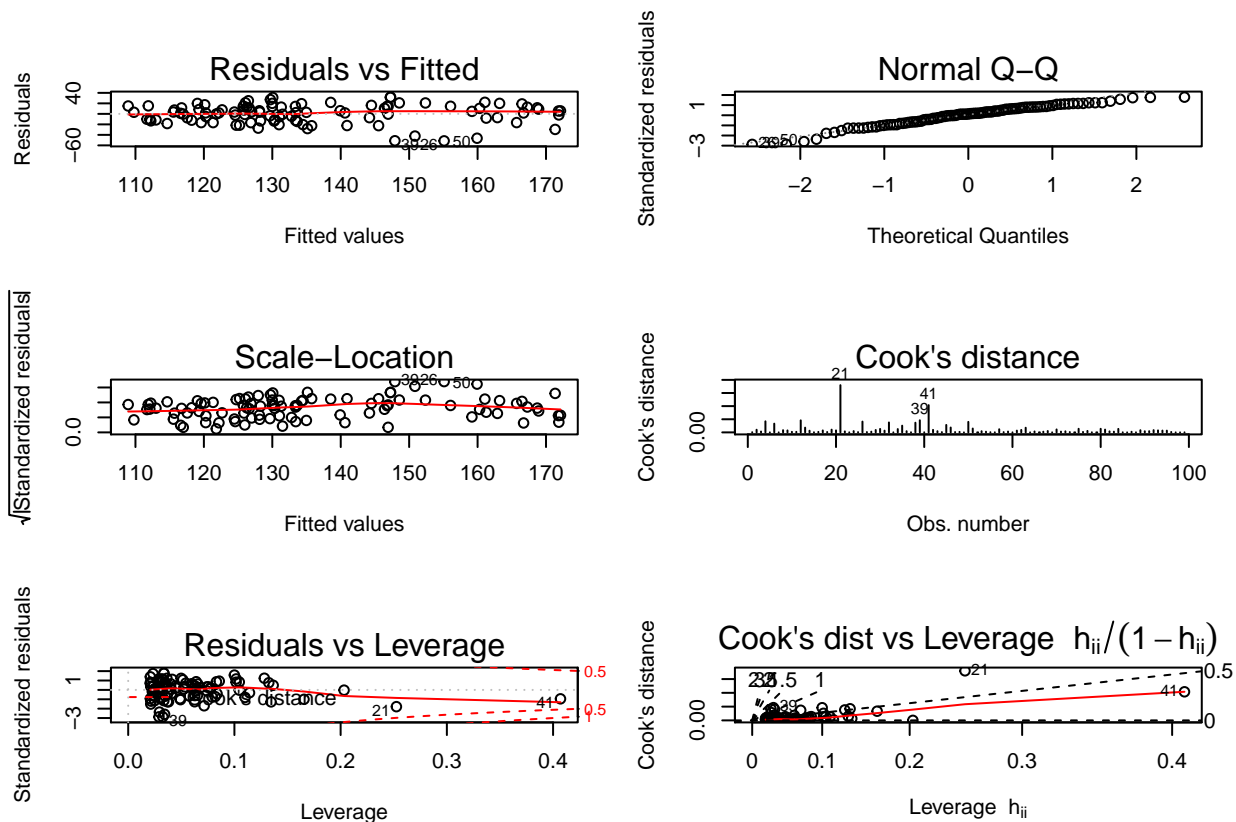 Residuals vs Fitted
Residuals
40
−60
39 26 50
110 120 130 140 150 160 170
Fitted values
Normal Q−Q
Standardized residuals
1
−3
50
−2 −1 0 1 2
Theoretical Quantiles
Scale−Location
√|Standardized residuals|
0.0
39 26 50
110 120 130 140 150 160 170
Fitted values
Cook's distance
Cook's distance
0.00
21
41
39
0 20 40 60 80 100
Obs. number
Residuals vs Leverage
Standardized residuals
1
−3
Cook's distance
39
21
41
0.5
0.5
1
0.0 0.1 0.2 0.3 0.4
Leverage
Cook's dist vs Leverage hii/(1−hii)
Cook's distance
0.00
1
21
39
41
0.5
0
0 0.1 0.2 0.3 0.4
Leverage hii